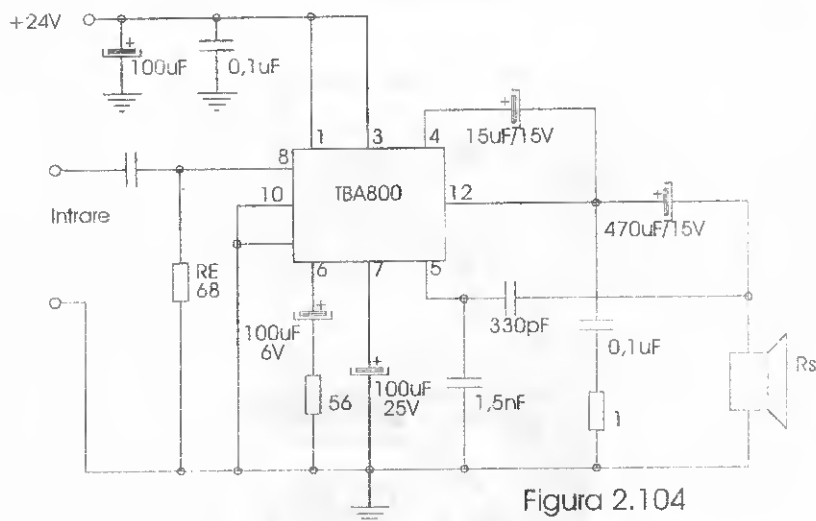 +24V
+
100uF
0,1uF
1
3
4
+
15uF/15V
8
10
TBA800
12
+
470uF/15V
Intrare
6
7
5
RE
68
+
100uF
6V
330pF
0,1uF
+
100uF
25V
56
1,5nF
1
Rs
Figura 2.104